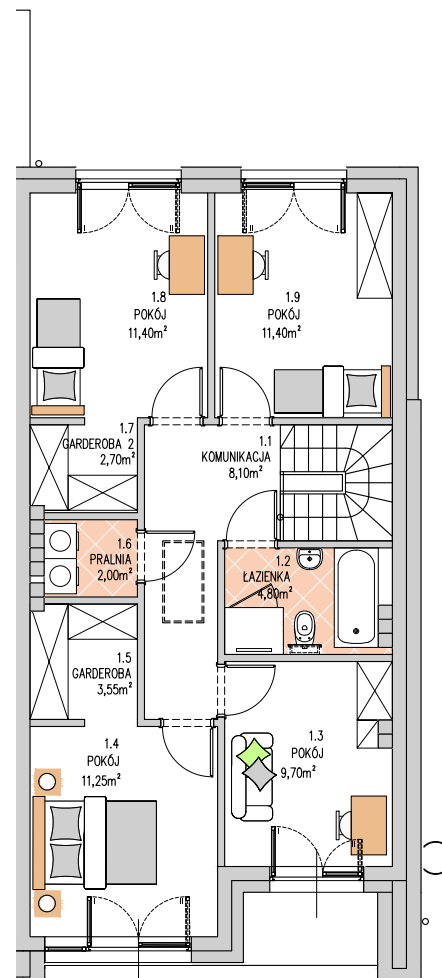 1.8
POKÓJ
11,40m²
1.9
POKÓJ
11,40m²
1.7
GARDEROBA 2
2,70m²
1.1
KOMUNIKACJA
8,10m²
1.6
PRALNIA
2,00m²
1.2
ŁAZIENKA
4,80m²
1.5
GARDEROBA
3,55m²
1.4
POKÓJ
11,25m²
1.3
POKÓJ
9,70m²